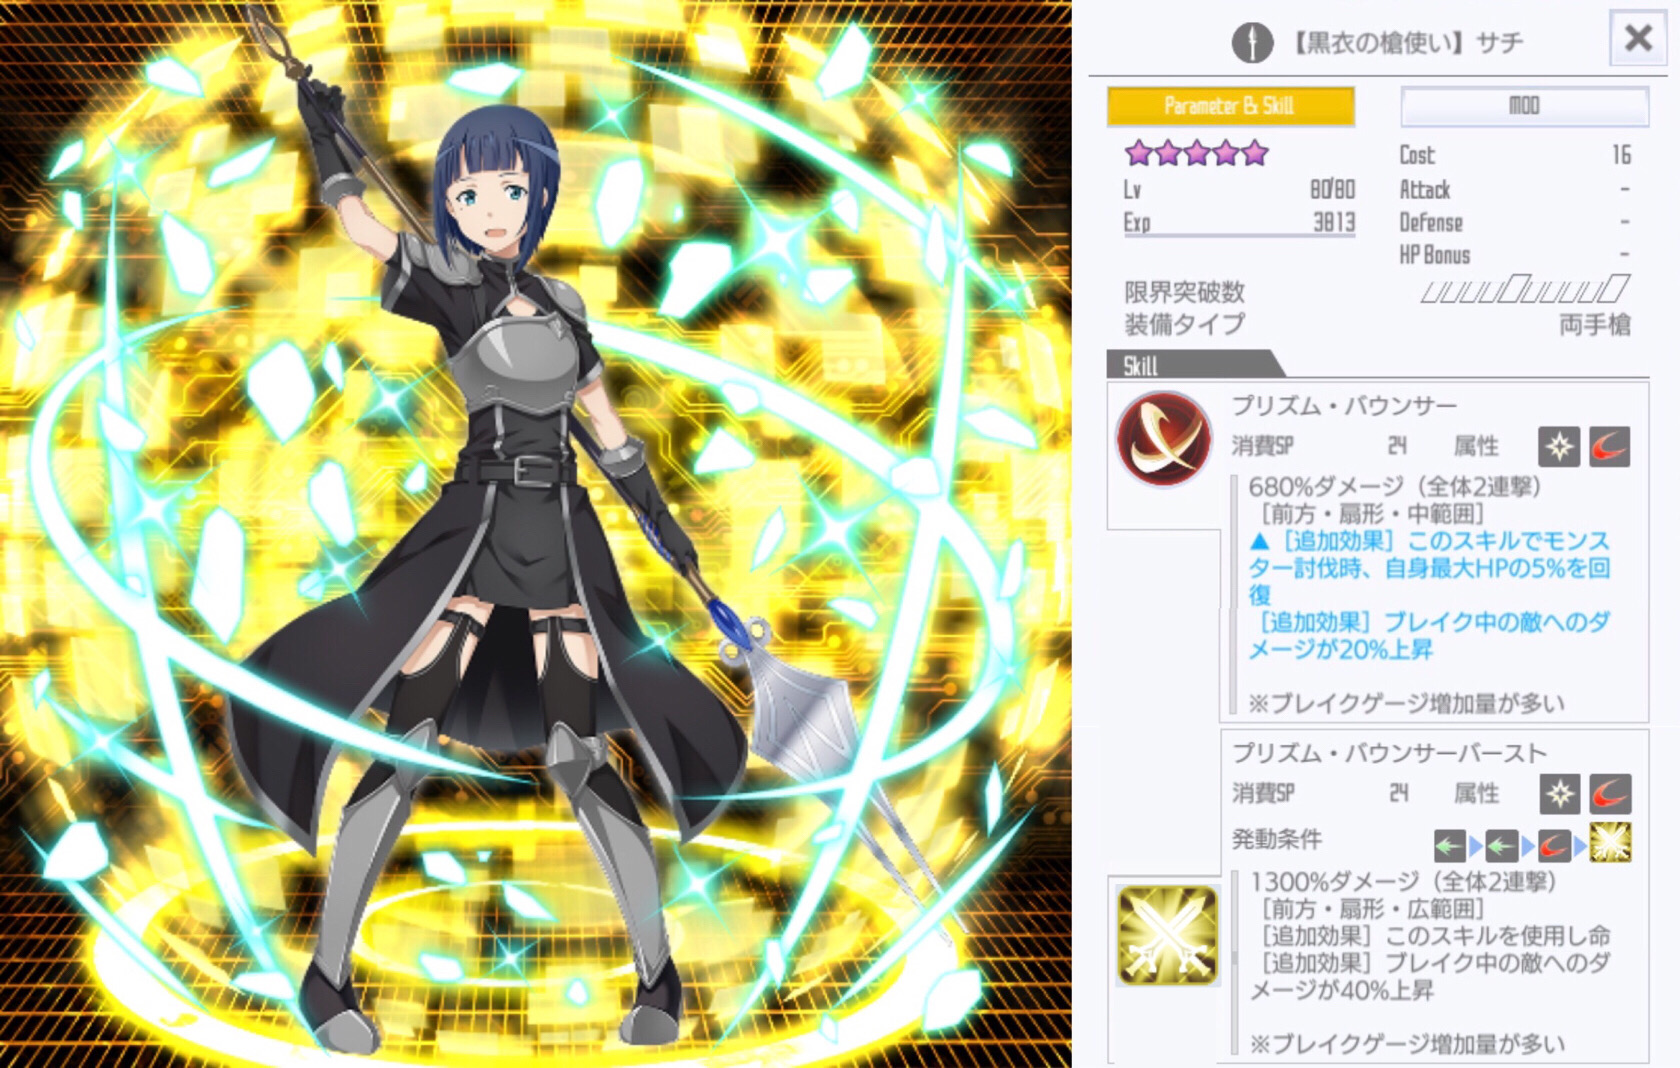 【黒衣の槍使い】サチ
Parameter & Skill
MOD
Lv 80/80
Exp 3813
Cost 16
Attack -
Defense -
HP Bonus -
限界突破数
装備タイプ 両手槍
Skill
プリズム・バウンサー
消費SP 24 属性
680%ダメージ（全体2連撃）
［前方・扇形・中範囲］
▲［追加効果］このスキルでモンス
ター討伐時、自身最大HPの5%を回
復
［追加効果］ブレイク中の敵へのダ
メージが20%上昇
※ブレイクゲージ増加量が多い
プリズム・バウンサーバースト
消費SP 24 属性
発動条件
1300%ダメージ（全体2連撃）
［前方・扇形・広範囲］
［追加効果］このスキルを使用し命
［追加効果］ブレイク中の敵へのダ
メージが40%上昇
※ブレイクゲージ増加量が多い